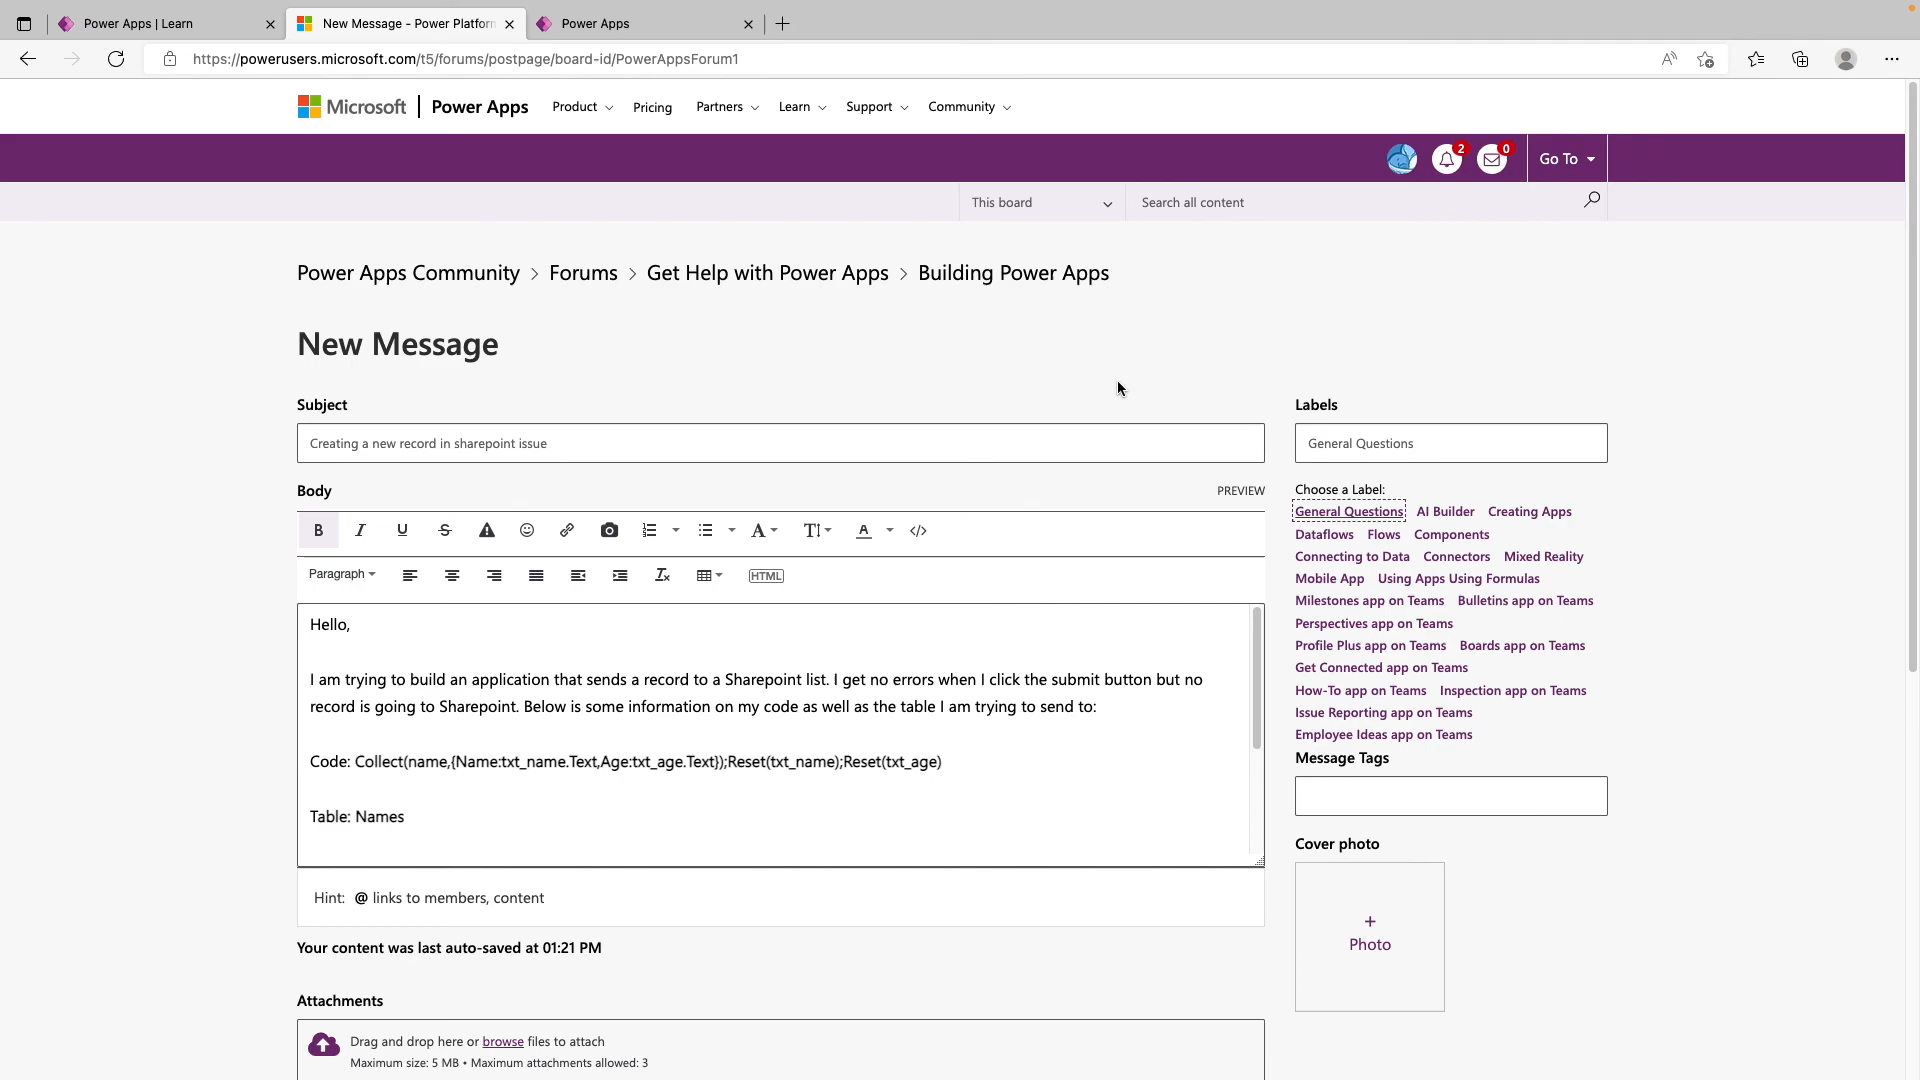 Power Apps | Learn
New Message - Power Platform
Power Apps
https://powerusers.microsoft.com/t5/forums/postpage/board-id/PowerAppsForum1
Microsoft | Power Apps Product Pricing Partners Learn Support Community
2 0 Go To
This board Search all content
Power Apps Community > Forums > Get Help with Power Apps > Building Power Apps
New Message
Subject
Creating a new record in sharepoint issue
Body PREVIEW
B I U S A T A </>
Paragraph HTML
Hello,
I am trying to build an application that sends a record to a Sharepoint list. I get no errors when I click the submit button but no
record is going to Sharepoint. Below is some information on my code as well as the table I am trying to send to:
Code: Collect(name,{Name:txt_name.Text,Age:txt_age.Text});Reset(txt_name);Reset(txt_age)
Table: Names
Hint: @ links to members, content
Your content was last auto-saved at 01:21 PM
Attachments
Drag and drop here or browse files to attach
Maximum size: 5 MB • Maximum attachments allowed: 3
Labels
General Questions
Choose a Label:
General Questions AI Builder Creating Apps
Dataflows Flows Components
Connecting to Data Connectors Mixed Reality
Mobile App Using Apps Using Formulas
Milestones app on Teams Bulletins app on Teams
Perspectives app on Teams
Profile Plus app on Teams Boards app on Teams
Get Connected app on Teams
How-To app on Teams Inspection app on Teams
Issue Reporting app on Teams
Employee Ideas app on Teams
Message Tags
Cover photo
+
Photo